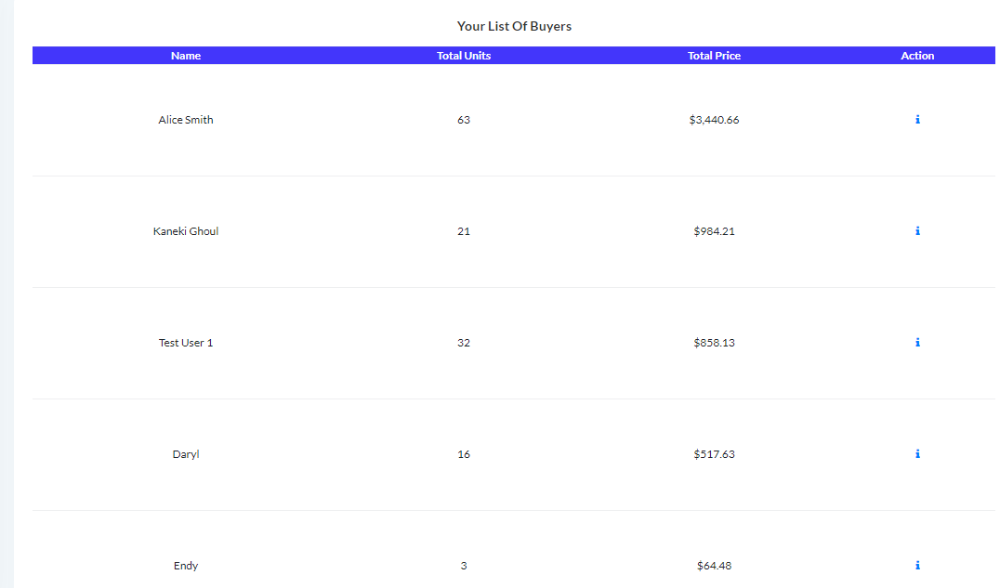 Your List Of Buyers
Name Total Units Total Price Action
Alice Smith 63 $3,440.66
Kaneki Ghoul 21 $984.21
Test User 1 32 $858.13
Daryl 16 $517.63
Endy 3 $64.48